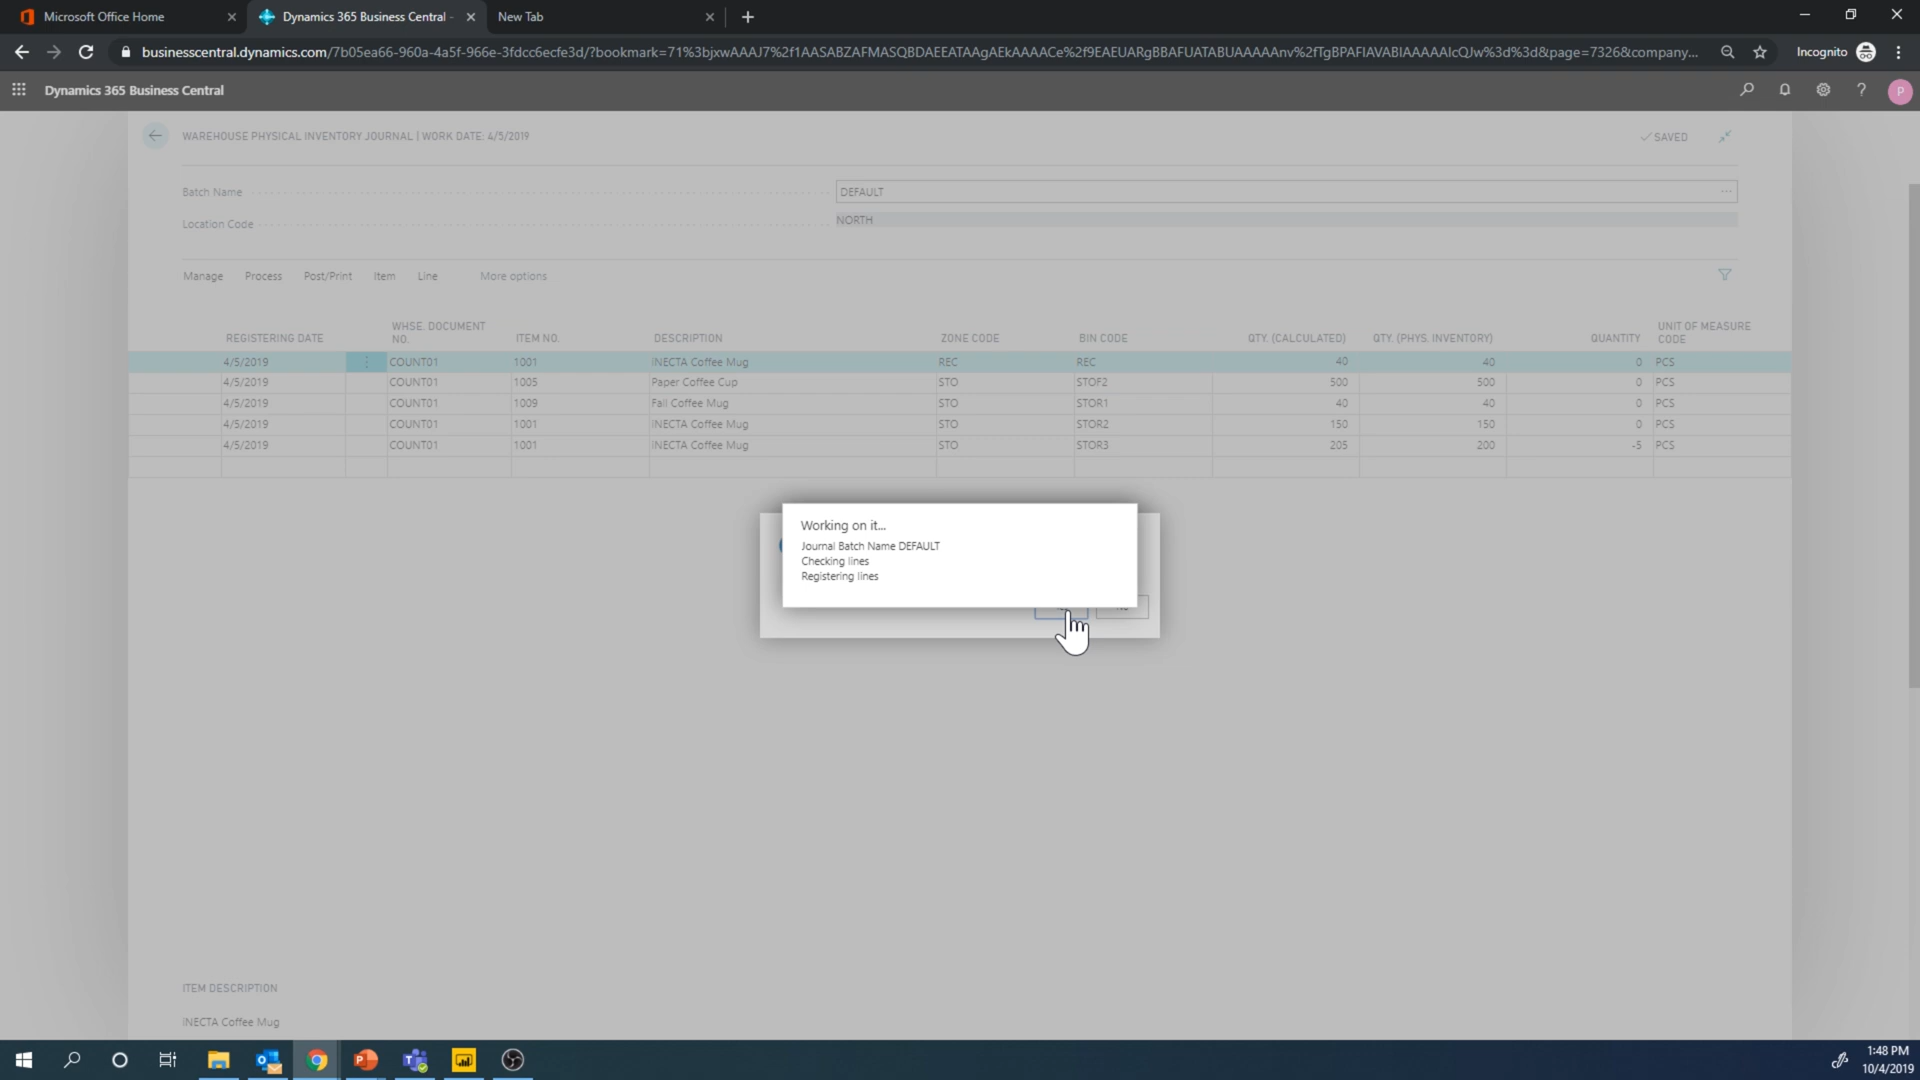 Microsoft Office Home
Dynamics 365 Business Central -
New Tab
businesscentral.dynamics.com/7b05ea66-960a-4a5f-966e-3fdcc6ecfe3d/?bookmark=71%3bjxwAAAJ7%2f1AASABZAFMASQBDAEEATAAgAEkAAAACe%2f9EAEUARgBBAFUATABUAAAAAnv%2fTgBPAFIAVABIAAAAAIcQJw%3d%3d&page=7326&company...
Incognito
Dynamics 365 Business Central
P
WAREHOUSE PHYSICAL INVENTORY JOURNAL | WORK DATE: 4/5/2019
SAVED
Batch Name DEFAULT
Location Code NORTH
Manage Process Post/Print Item Line More options
REGISTERING DATE WHSE. DOCUMENT NO. ITEM NO. DESCRIPTION ZONE CODE BIN CODE QTY. (CALCULATED) QTY. (PHYS. INVENTORY) QUANTITY UNIT OF MEASURE CODE
4/5/2019 COUNT01 1001 INECTA Coffee Mug REC REC 40 40 0 PCS
4/5/2019 COUNT01 1005 Paper Coffee Cup STO STOF2 500 500 0 PCS
4/5/2019 COUNT01 1009 Fall Coffee Mug STO STOR1 40 40 0 PCS
4/5/2019 COUNT01 1001 INECTA Coffee Mug STO STOR2 150 150 0 PCS
4/5/2019 COUNT01 1001 INECTA Coffee Mug STO STOR3 205 200 -5 PCS
Working on it...
Journal Batch Name DEFAULT
Checking lines
Registering lines
ITEM DESCRIPTION
INECTA Coffee Mug
1:48 PM
10/4/2019